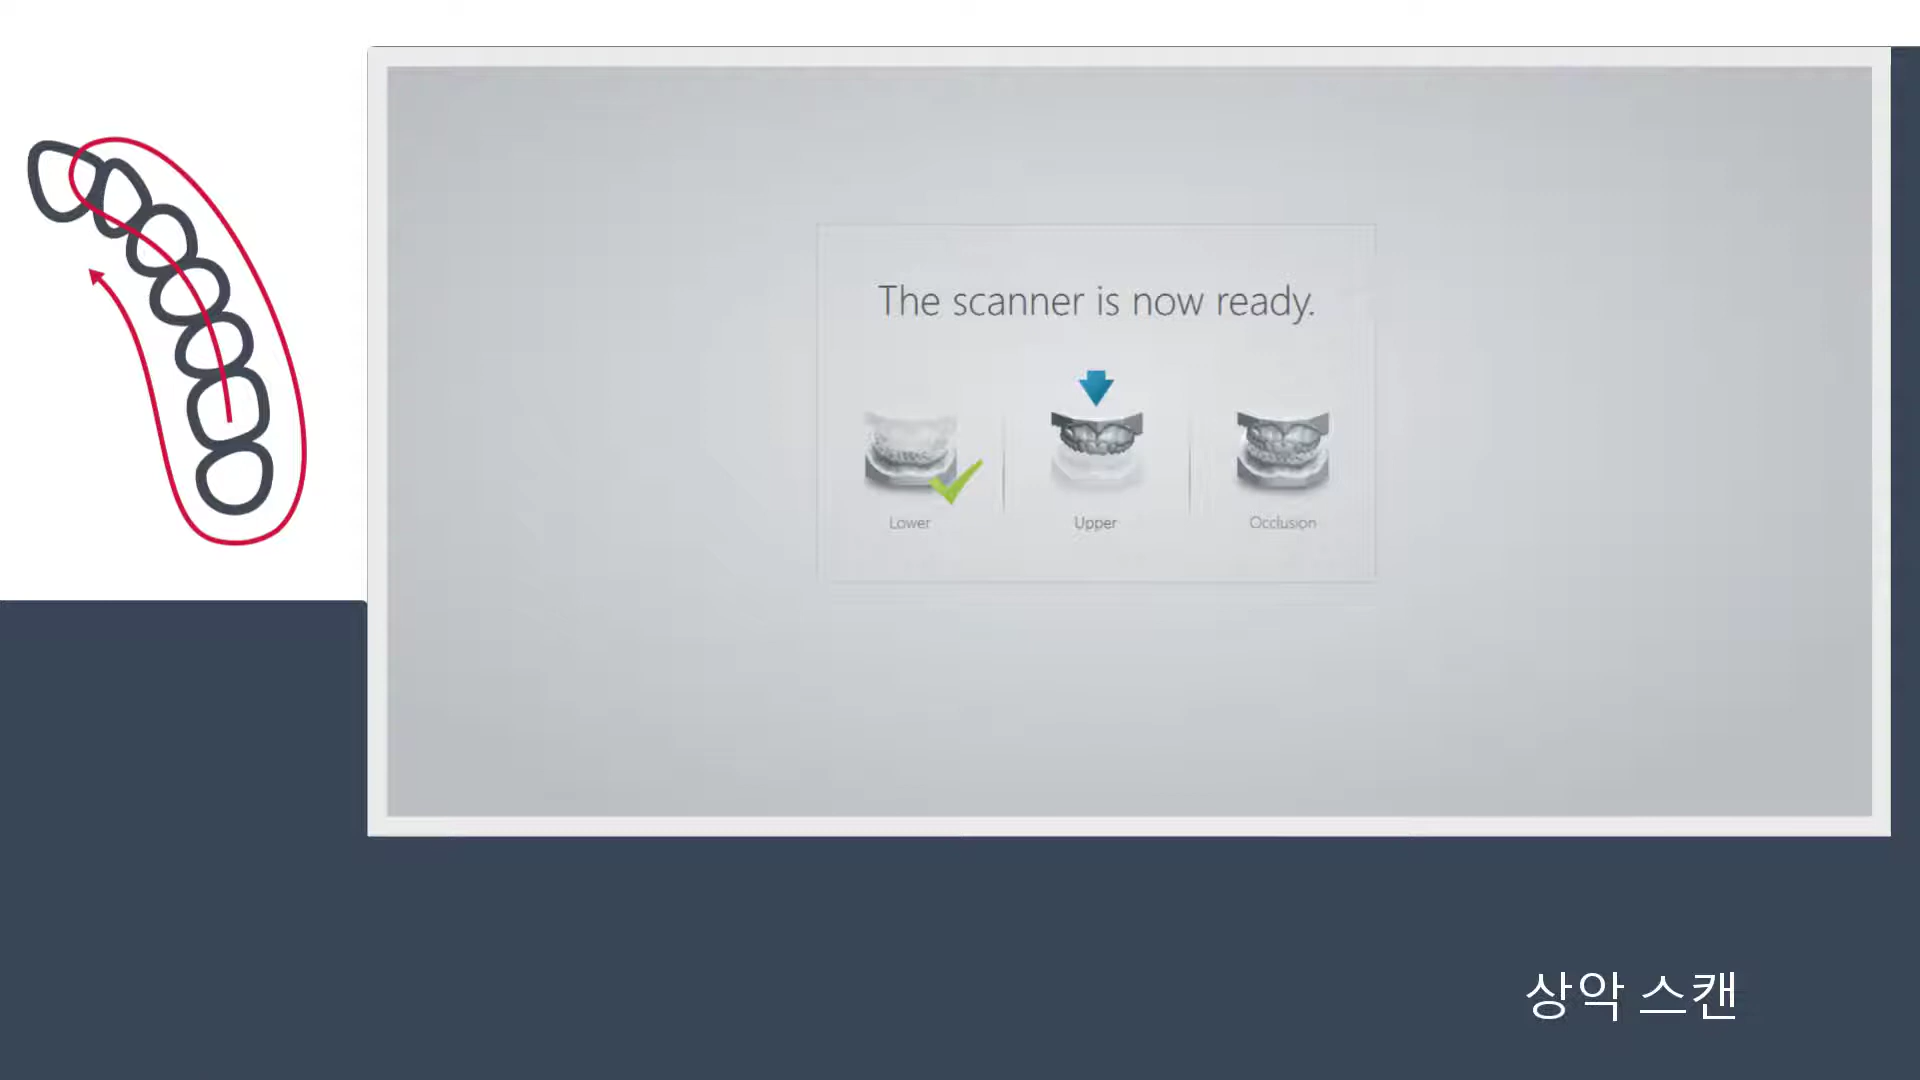 The scanner is now ready.
Lower
Upper
Occlusion
상악 스캔